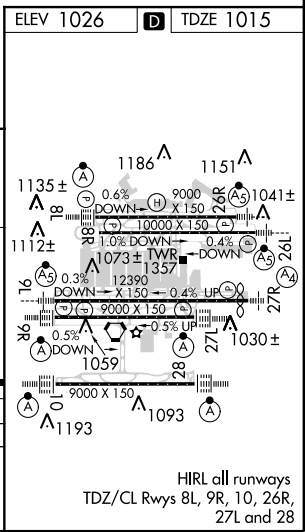 ELEV 1026 D TDZE 1015
A 1186 1151
1135 ± P 0.6% H 9000 26R A5 1041 ±
8L DOWN X 150
1112 ± 8R P 10000 X 150 P 26L
1.0% DOWN 0.4%
A5 1073 ± TWR DOWN A5
0.3% 12390 1357 A4
9L DOWN X 150 0.4% UP P 27R
P P 9000 X 150
9R 0.5% UP 27L
A 0.5% A 1030 ±
DOWN 1059 28
10 9000 X 150
A 1193 1093 A
HIRL all runways
TDZ/CL Rwys 8L, 9R, 10, 26R,
27L and 28